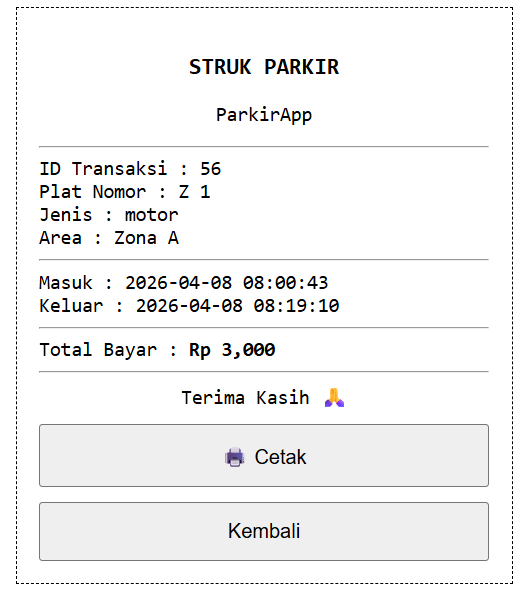 STRUK PARKIR
ParkirApp
ID Transaksi : 56
Plat Nomor : Z 1
Jenis : motor
Area : Zona A
Masuk : 2026-04-08 08:00:43
Keluar : 2026-04-08 08:19:10
Total Bayar : Rp 3,000
Terima Kasih 🙏
🖨️ Cetak
Kembali